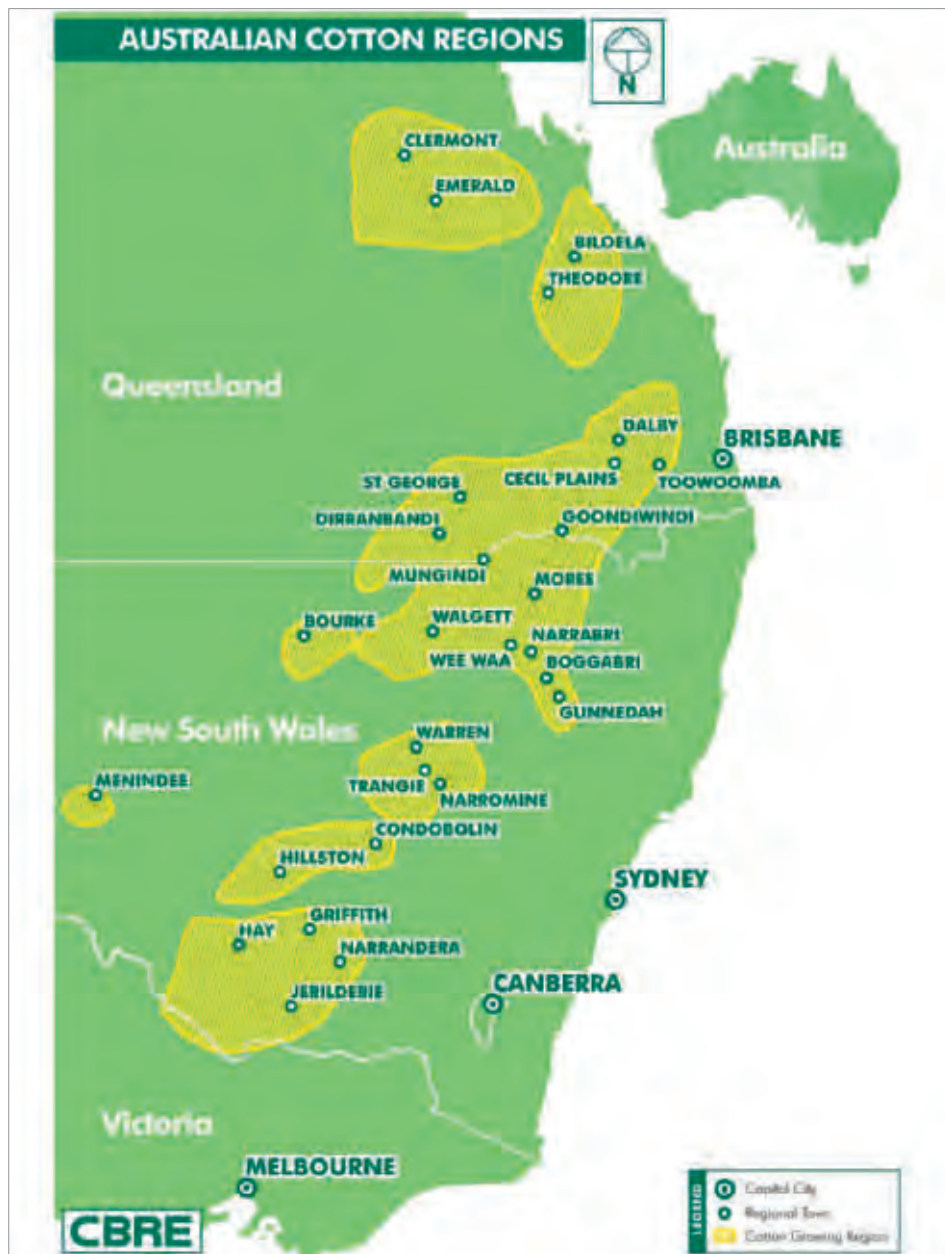 AUSTRALIAN COTTON REGIONS
N
Australia
CLERMONT
EMERALD
BILOELA
THEODORE
Queensland
DALBY
BRISBANE
CECIL PLAINS
TOOWOOMBA
ST GEORGE
DIRRANBANDI
GOONDIWINDI
MUNGINDI
MOREE
BOURKE
WALGETT
NARRABRI
WEE WAA
BOGGABRI
GUNNEDAH
New South Wales
WARREN
MENINDEE
TRANGIE
NARROMINE
CONDOBOLIN
HILLSTON
SYDNEY
GRIFFITH
HAY
NARRANDERA
JERILDERIE
CANBERRA
Victoria
MELBOURNE
CBRE
LEGEND
Capital City
Regional Town
Cotton Growing Region